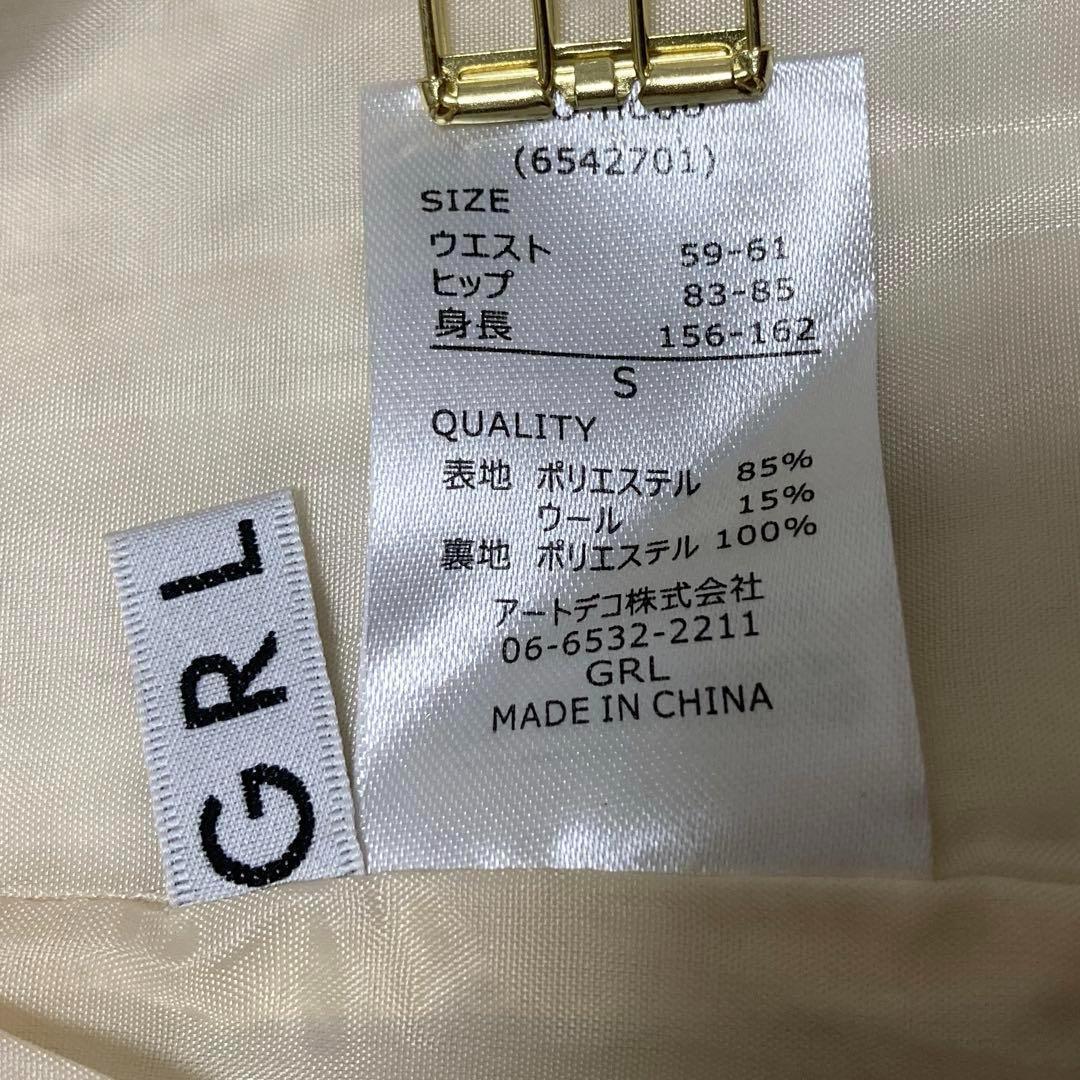 (6542701)
SIZE
ウエスト 59-61
ヒップ 83-85
身長 156-162
S
QUALITY
表地 ポリエステル 85%
ウール 15%
裏地 ポリエステル 100%
アートデコ株式会社
06-6532-2211
GRL
MADE IN CHINA
GRL